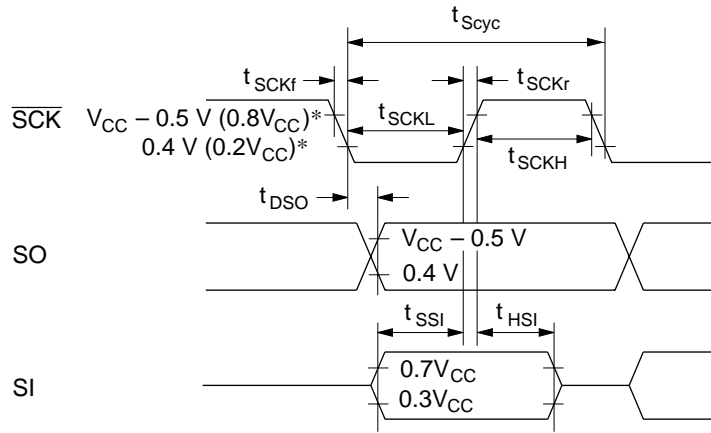 tScyc
tSCKf
tSCKr
SCK
VCC – 0.5 V (0.8VCC)*
0.4 V (0.2VCC)*
tSCKL
tSCKH
tDSO
SO
VCC – 0.5 V
0.4 V
tSSI
tHSI
SI
0.7VCC
0.3VCC